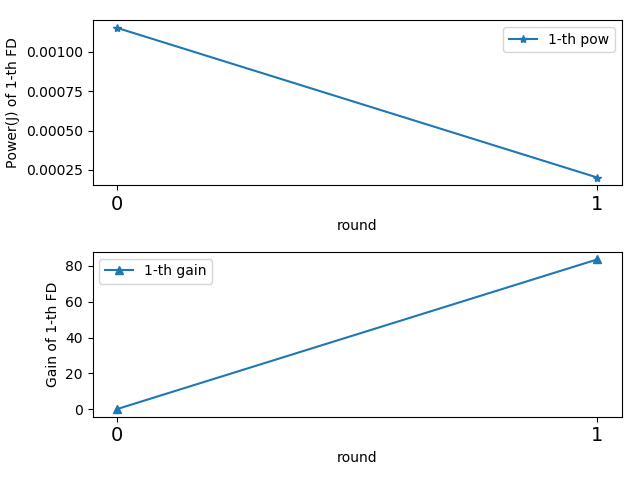 Power(J) of 1-th FD
0.00100
0.00075
0.00050
0.00025
1-th pow
0
1
round
Gain of 1-th FD
80
60
40
20
0
1-th gain
0
1
round